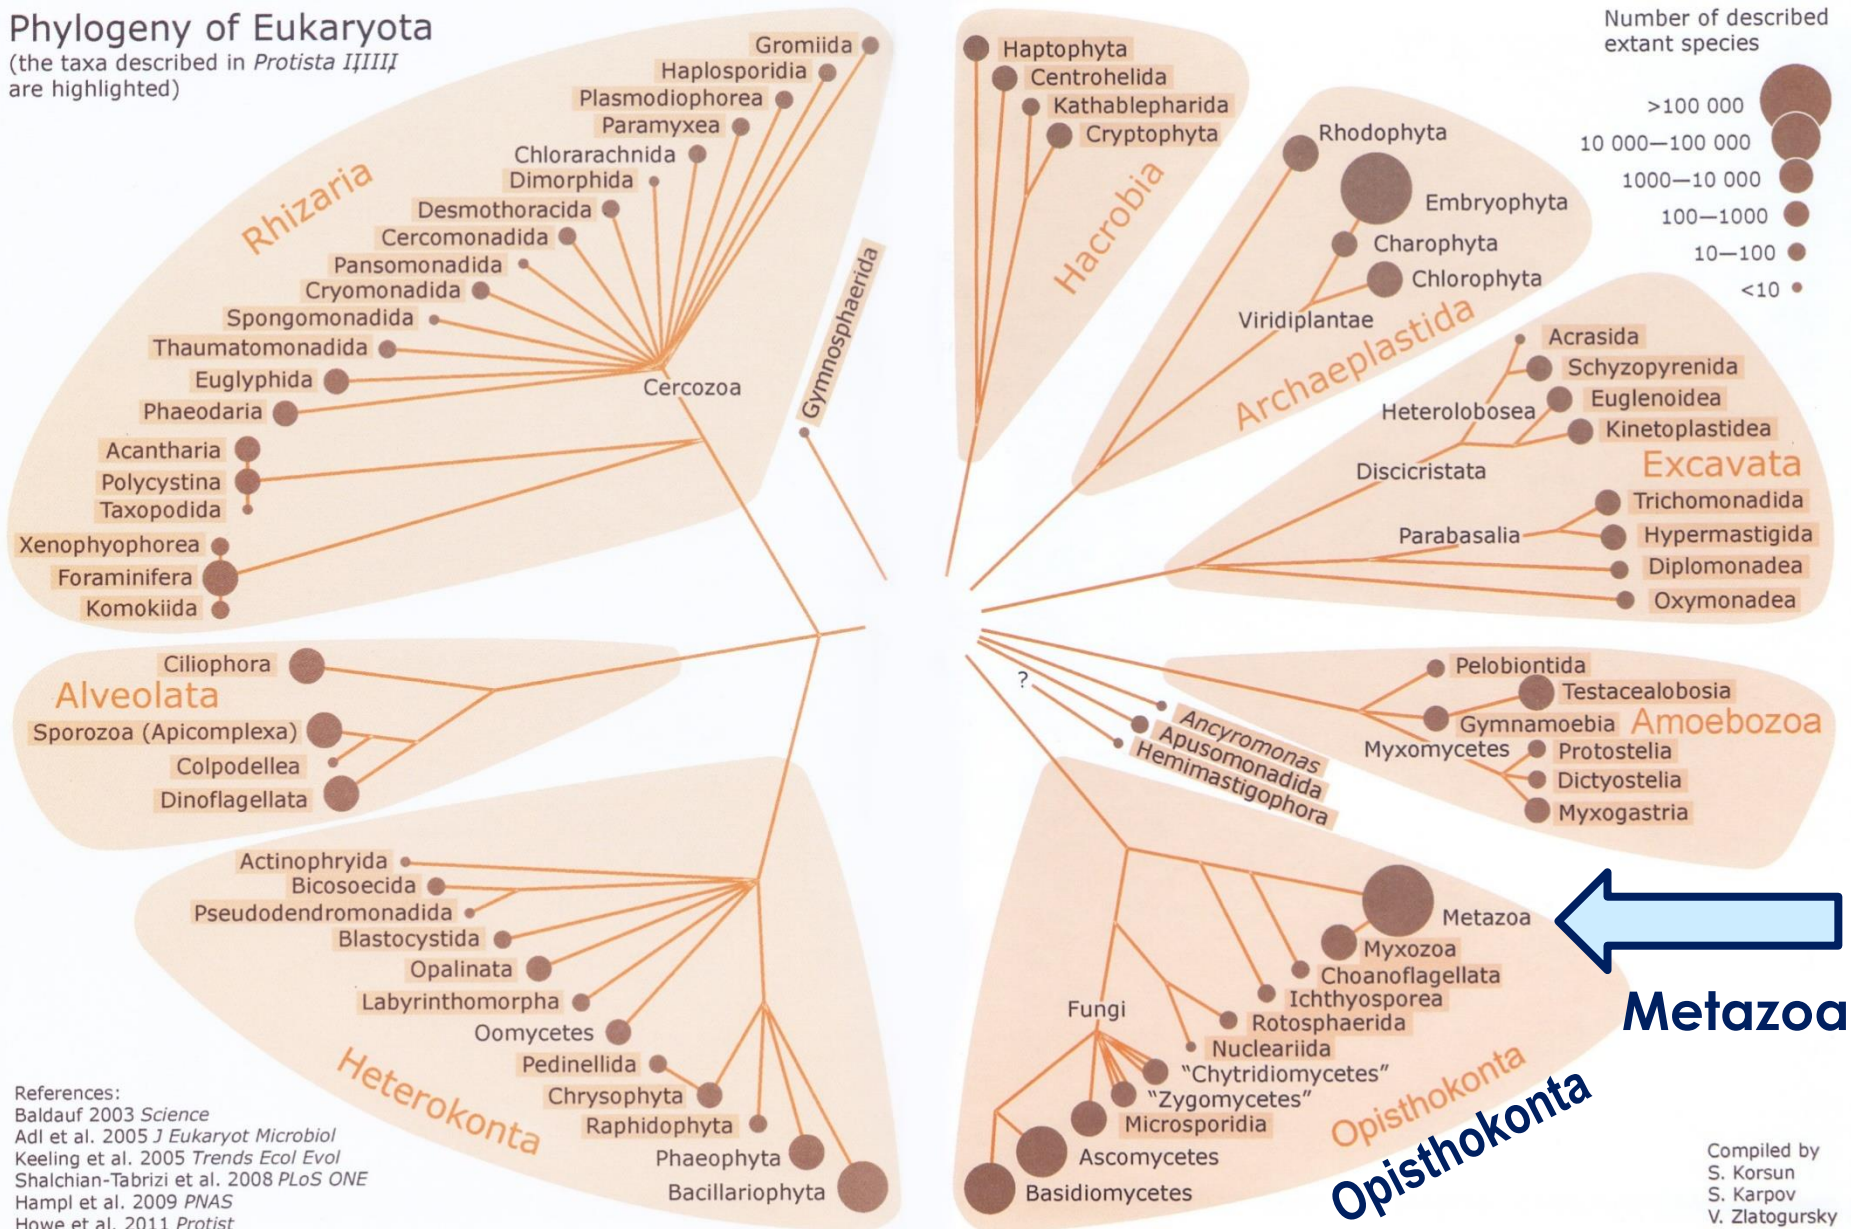 Phylogeny of Eukaryota
(the taxa described in Protista I,II,III,
are highlighted)
Number of described
extant species
>100 000
10 000—100 000
1000—10 000
100—1000
10—100
<10
Rhizaria
Gromiida
Haplosporidia
Plasmodiophorea
Paramyxea
Chlorarachnida
Dimorphida
Desmothoracida
Cercomonadida
Pansomonadida
Cryomonadida
Spongomonadida
Thaumatomonadida
Euglyphida
Phaeodaria
Cercozoa
Acantharia
Polycystina
Taxopodida
Xenophyophorea
Foraminifera
Komokiida
Gymnosphaerida
Haptophyta
Centrohelida
Kathablepharida
Cryptophyta
Hacrobia
Rhodophyta
Embryophyta
Charophyta
Chlorophyta
Viridiplantae
Archaeplastida
Acrasida
Schyzopyrenida
Euglenoidea
Heterolobosea
Kinetoplastidea
Excavata
Discicristata
Trichomonadida
Parabasalia
Hypermastigida
Diplomonadea
Oxymonadea
Ciliophora
Alveolata
Sporozoa (Apicomplexa)
Colpodellea
Dinoflagellata
?
Ancyromonas
Apusomonadida
Hemimastigophora
Pelobiontida
Testacealobosia
Gymnamoebia
Amoebozoa
Myxomycetes
Protostelia
Dictyostelia
Myxogastria
Actinophryida
Bicosoecida
Pseudodendromonadida
Blastocystida
Opalinata
Labyrinthomorpha
Oomycetes
Pedinellida
Chrysophyta
Raphidophyta
Phaeophyta
Bacillariophyta
Heterokonta
Metazoa
Myxozoa
Choanoflagellata
Ichthyosporea
Rotosphaerida
Nucleariida
Fungi
"Chytridiomycetes"
"Zygomycetes"
Microsporidia
Ascomycetes
Basidiomycetes
Opisthokonta
Opisthokonta
Metazoa
References:
Baldauf 2003 Science
Adl et al. 2005 J Eukaryot Microbiol
Keeling et al. 2005 Trends Ecol Evol
Shalchian-Tabrizi et al. 2008 PLoS ONE
Hampl et al. 2009 PNAS
Howe et al. 2011 Protist
Compiled by
S. Korsun
S. Karpov
V. Zlatogursky